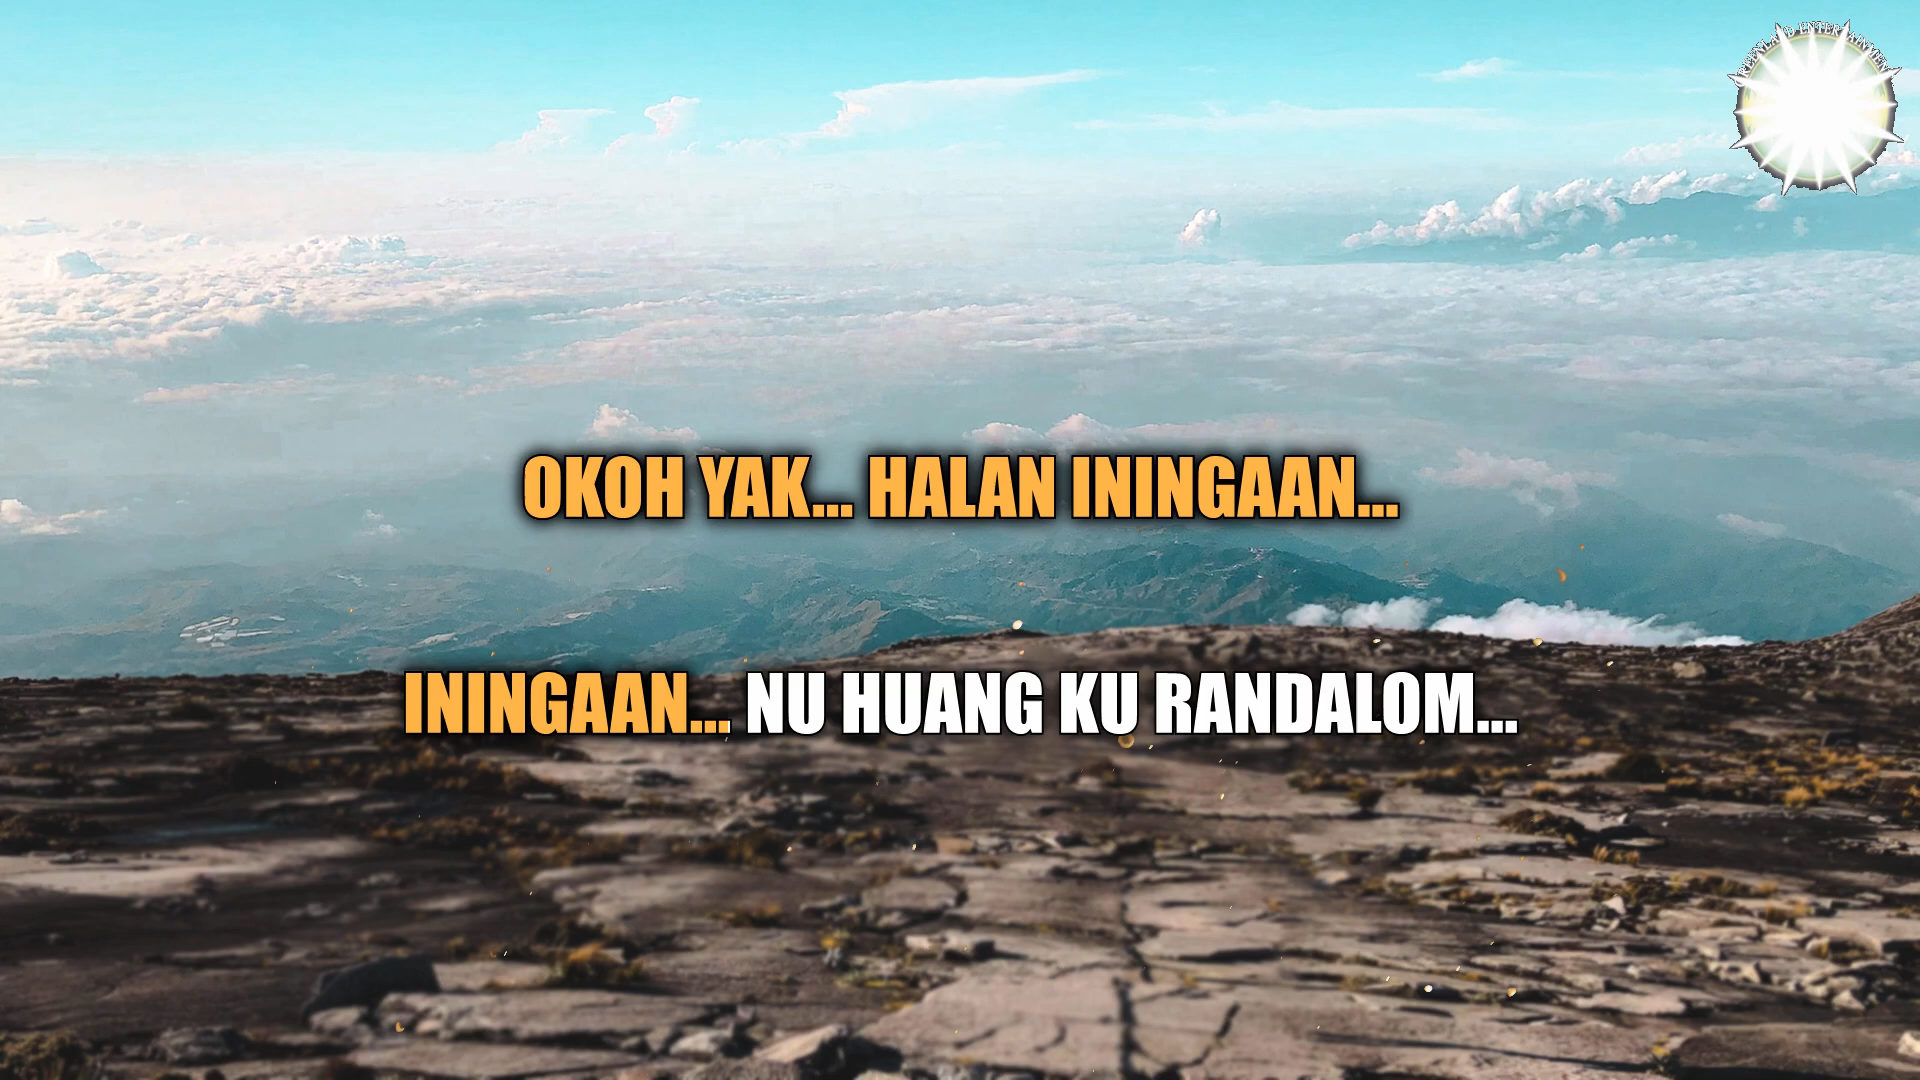 OKOH YAK... HALAN ININGAAN...
ININGAAN... NU HUANG KU RANDALOM...